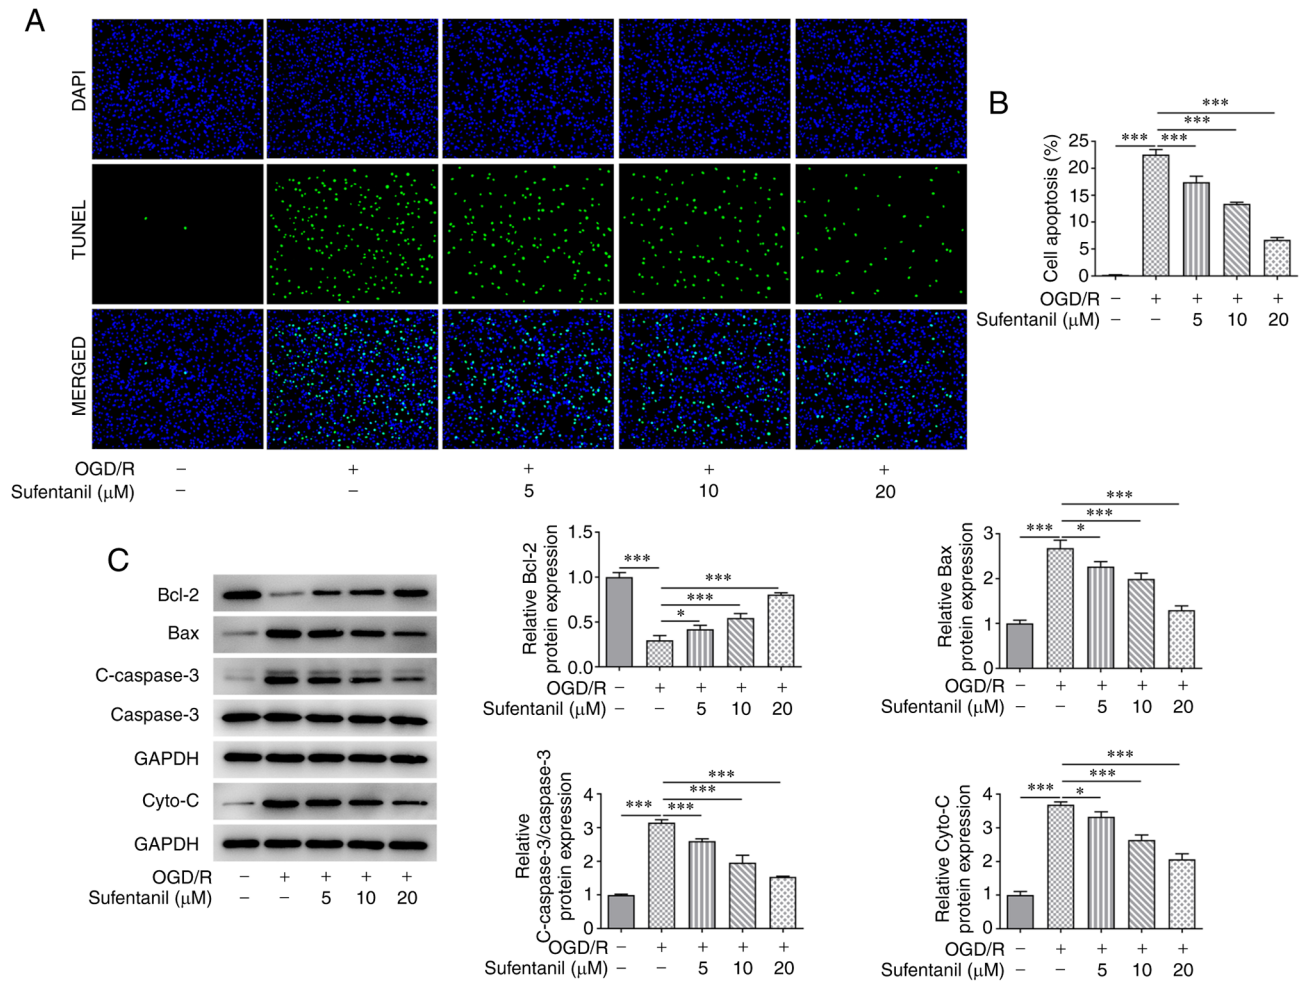 A
DAPI
TUNEL
MERGED
OGD/R – + + + +
Sufentanil (μM) – – 5 10 20
B
Cell apoptosis (%)
25
20
15
10
5
0
*** ***
***
***
OGD/R – + + + +
Sufentanil (μM) – – 5 10 20
C
Bcl-2
Bax
C-caspase-3
Caspase-3
GAPDH
Cyto-C
GAPDH
OGD/R – + + + +
Sufentanil (μM) – – 5 10 20
Relative Bcl-2
protein expression
1.5
1.0
0.5
0.0
***
***
***
*
OGD/R – + + + +
Sufentanil (μM) – – 5 10 20
Relative Bax
protein expression
3
2
1
0
***
***
*** *
OGD/R – + + + +
Sufentanil (μM) – – 5 10 20
Relative
C-caspase-3/caspase-3
protein expression
4
3
2
1
0
***
***
*** ***
OGD/R – + + + +
Sufentanil (μM) – – 5 10 20
Relative Cyto-C
protein expression
4
3
2
1
0
***
***
*** *
OGD/R – + + + +
Sufentanil (μM) – – 5 10 20